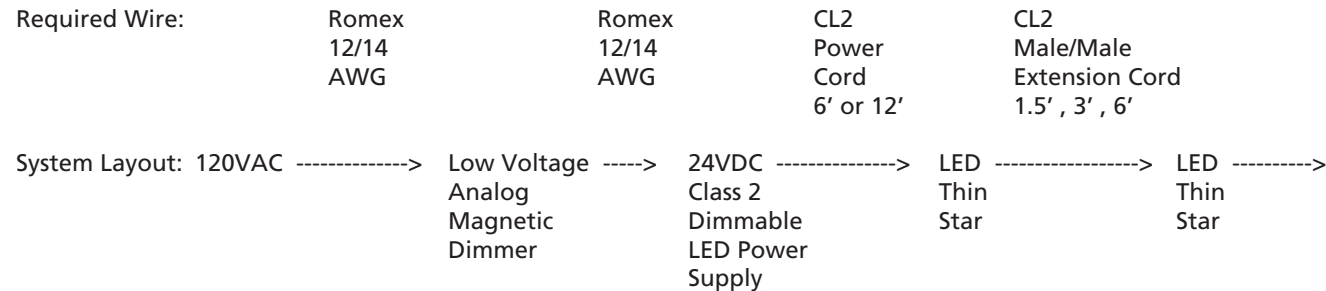 Required Wire: Romex Romex CL2 CL2
12/14 12/14 Power Male/Male
AWG AWG Cord Extension Cord
6’ or 12’ 1.5’ , 3’ , 6’
System Layout: 120VAC --------------> Low Voltage -----> 24VDC ---------------> LED ------------------> LED ---------->
Analog Class 2 Thin Thin
Magnetic Dimmable Star Star
Dimmer LED Power
Supply